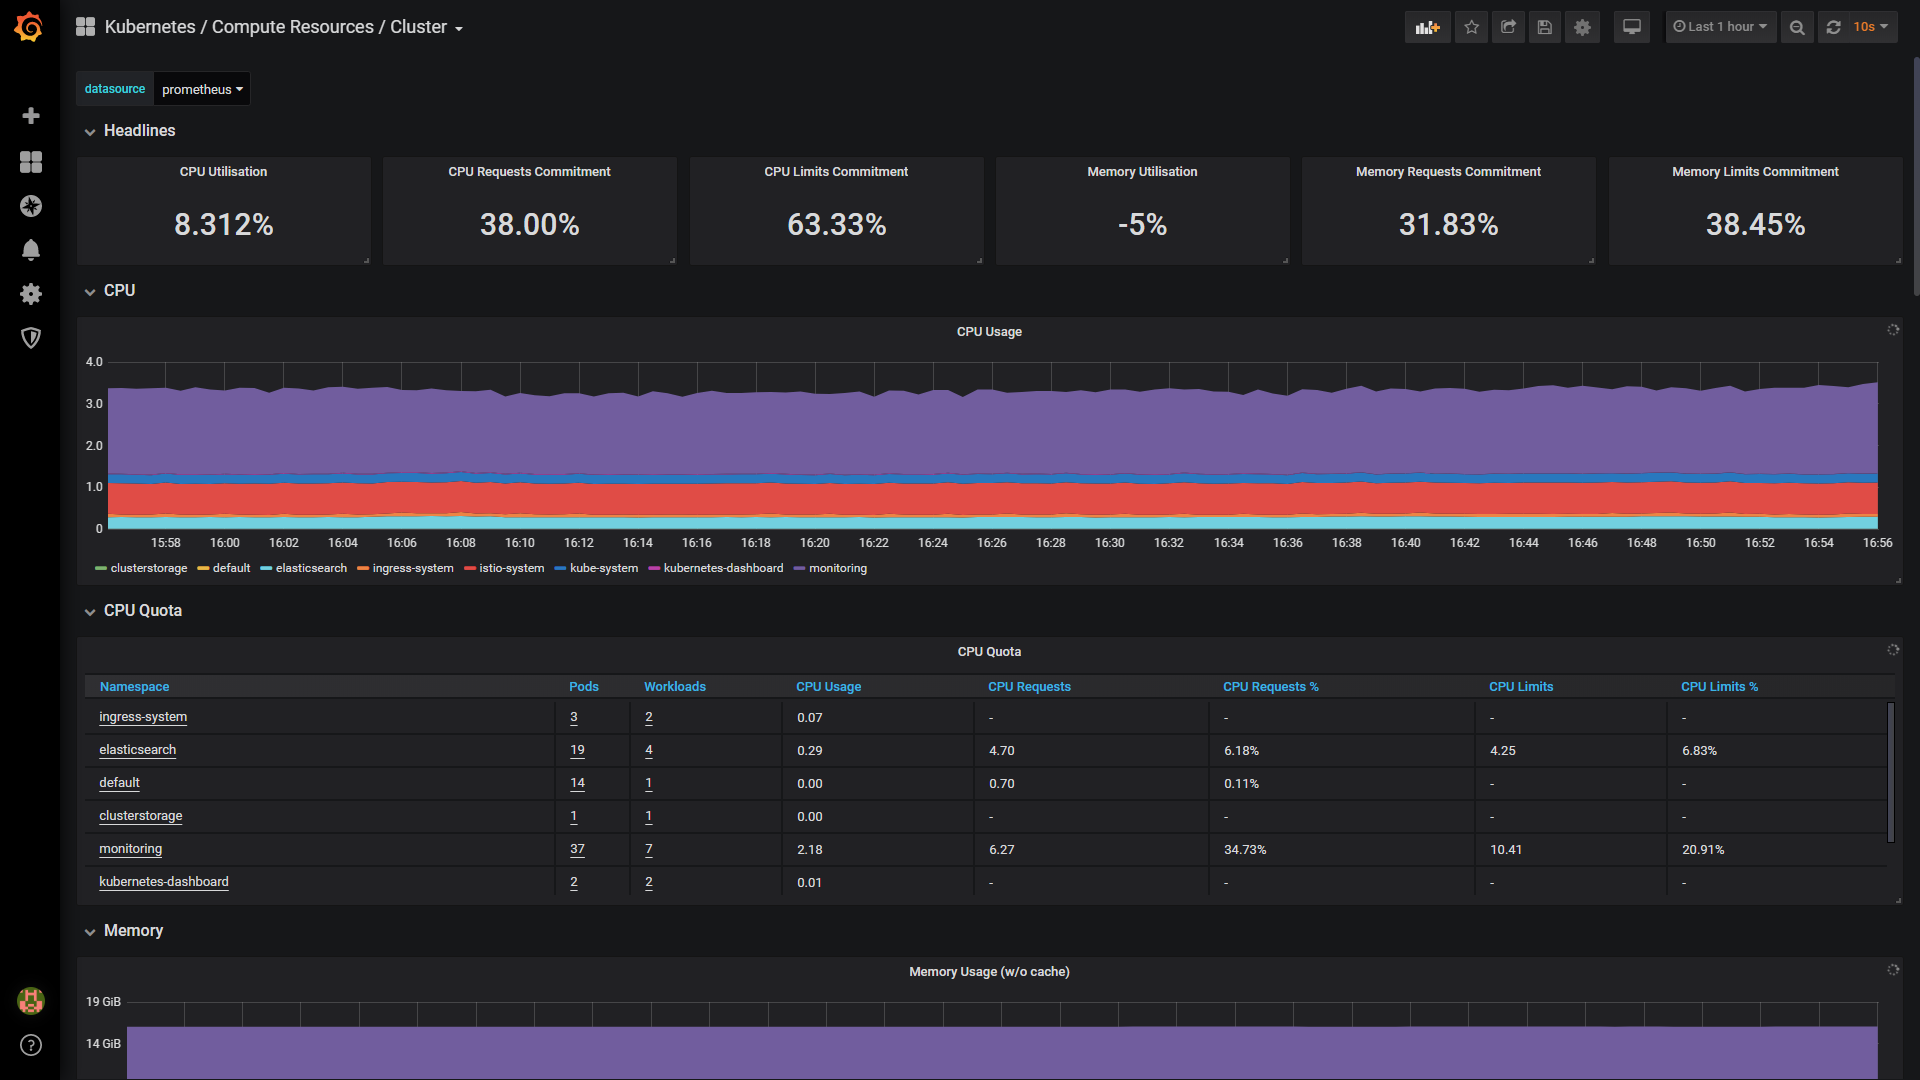 Kubernetes / Compute Resources / Cluster
Last 1 hour
10s
datasource prometheus
Headlines
CPU Utilisation
8.312%
CPU Requests Commitment
38.00%
CPU Limits Commitment
63.33%
Memory Utilisation
-5%
Memory Requests Commitment
31.83%
Memory Limits Commitment
38.45%
CPU
CPU Usage
4.0
3.0
2.0
1.0
0
15:58 16:00 16:02 16:04 16:06 16:08 16:10 16:12 16:14 16:16 16:18 16:20 16:22 16:24 16:26 16:28 16:30 16:32 16:34 16:36 16:38 16:40 16:42 16:44 16:46 16:48 16:50 16:52 16:54 16:56
clusterstorage default elasticsearch ingress-system istio-system kube-system kubernetes-dashboard monitoring
CPU Quota
CPU Quota
Namespace Pods Workloads CPU Usage CPU Requests CPU Requests % CPU Limits CPU Limits %
ingress-system 3 2 0.07 - - - -
elasticsearch 19 4 0.29 4.70 6.18% 4.25 6.83%
default 14 1 0.00 0.70 0.11% - -
clusterstorage 1 1 0.00 - - - -
monitoring 37 7 2.18 6.27 34.73% 10.41 20.91%
kubernetes-dashboard 2 2 0.01 - - - -
Memory
Memory Usage (w/o cache)
19 GiB
14 GiB